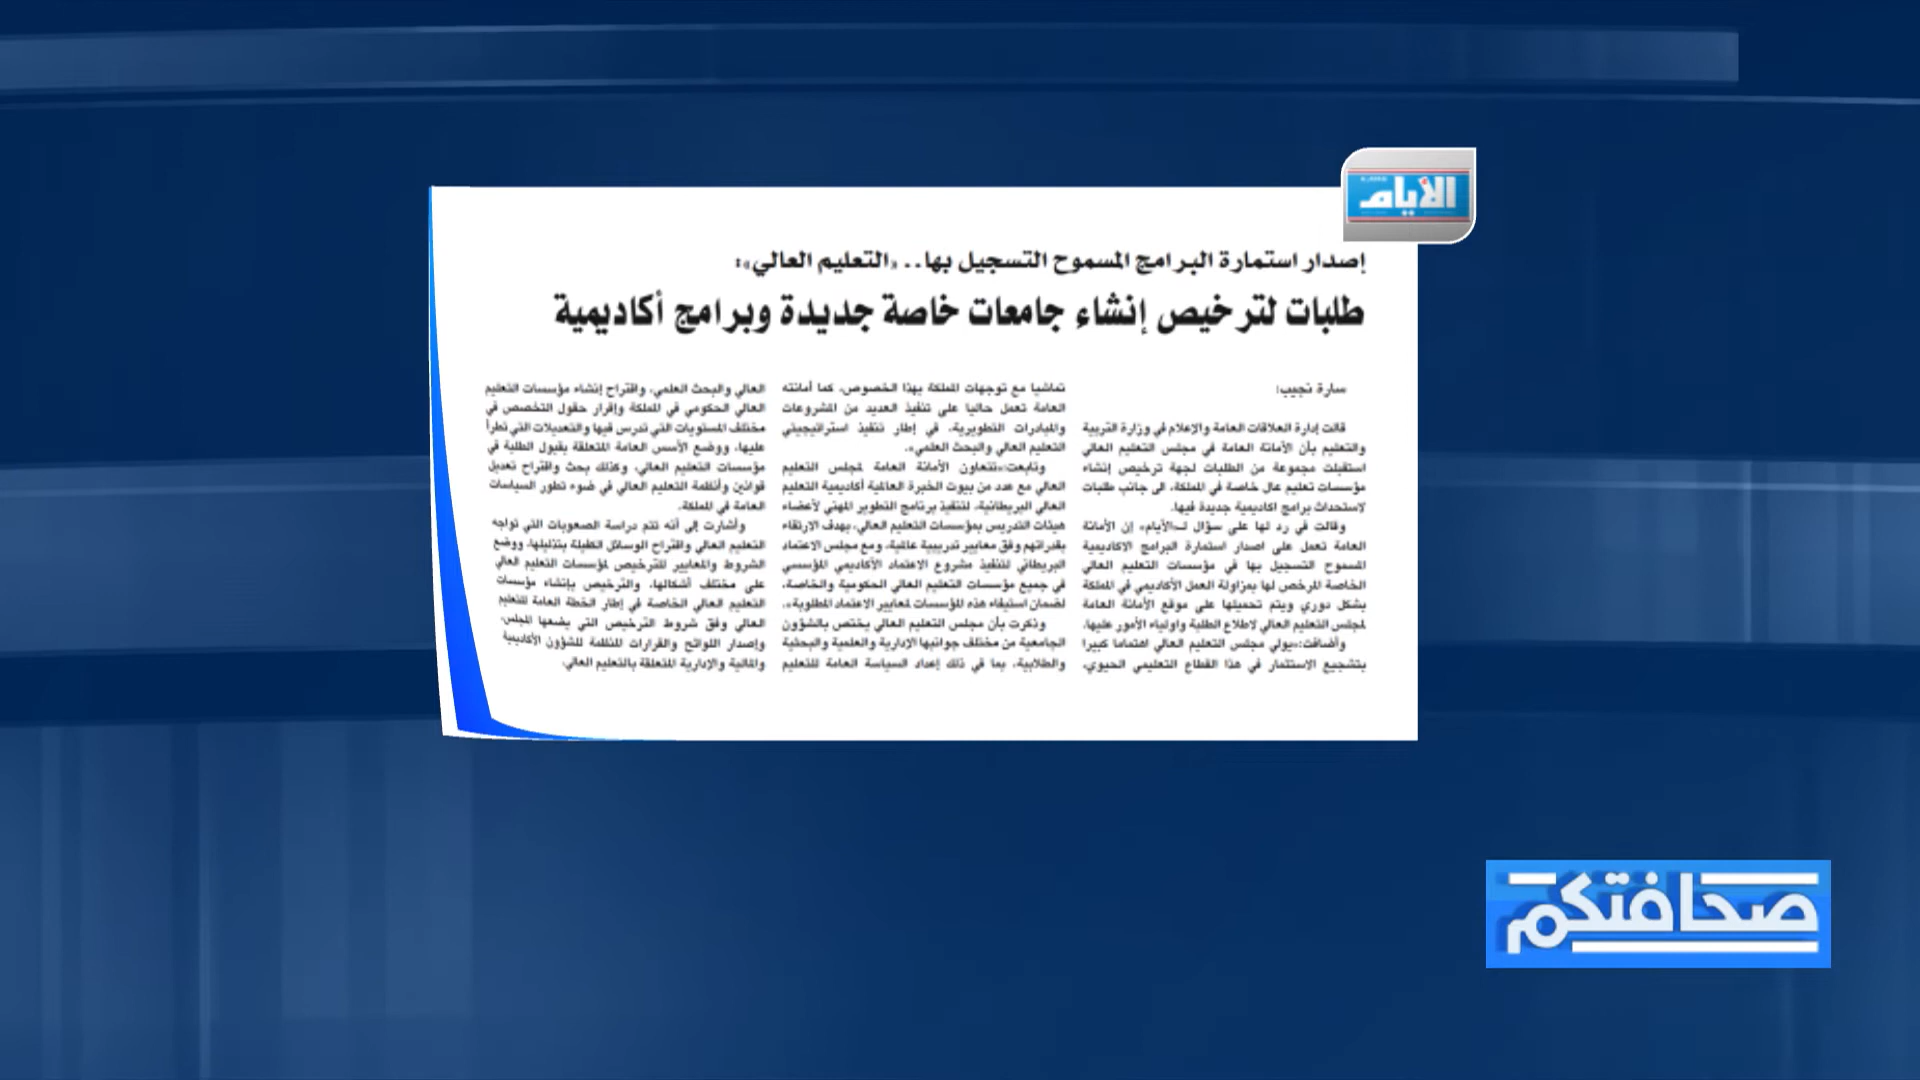 الأيام
إصدار استمارة البرامج المسموح التسجيل بها.. «التعليم العالي»:
طلبات لترخيص إنشاء جامعات خاصة جديدة وبرامج أكاديمية
سارة نجيب:
قالت إدارة العلاقات العامة والإعلام في وزارة التربية
والتعليم بأن الأمانة العامة في مجلس التعليم العالي
استقبلت مجموعة من الطلبات لجهة ترخيص إنشاء
مؤسسات تعليم عال خاصة في المملكة، الى جانب طلبات
لاستحداث برامج اكاديمية جديدة فيها.
وقالت في رد لها على سؤال لـ«الأيام» إن الأمانة
العامة تعمل على اصدار استمارة البرامج الاكاديمية
المسموح التسجيل بها في مؤسسات التعليم العالي
الخاصة المرخص لها بمزاولة العمل الأكاديمي في المملكة
بشكل دوري ويتم تحميلها على موقع الأمانة العامة
لمجلس التعليم العالي لاطلاع الطلبة واولياء الأمور عليها.
وأضافت:«يولي مجلس التعليم العالي اهتماما كبيرا
بتشجيع الاستثمار في هذا القطاع التعليمي الحيوي،
تماشيا مع توجهات المملكة بهذا الخصوص، كما أمانته
العامة تعمل حاليا على تنفيذ العديد من المشروعات
والمبادرات التطويرية، في إطار تنفيذ استراتيجيتي
التعليم العالي والبحث العلمي».
وتابعت:«تتعاون الأمانة العامة لمجلس التعليم
العالي مع عدد من بيوت الخبرة العالمية أكاديمية التعليم
العالي البريطانية، لتنفيذ برنامج التطوير المهني لأعضاء
هيئات التدريس بمؤسسات التعليم العالي، بهدف الارتقاء
بقدراتهم وفق معايير تدريبية عالمية، ومع مجلس الاعتماد
البريطاني لتنفيذ مشروع الاعتماد الأكاديمي المؤسسي
في جميع مؤسسات التعليم العالي الحكومية والخاصة،
لضمان استيفاء هذه المؤسسات لمعايير الاعتماد المطلوبة».
وذكرت بأن مجلس التعليم العالي يختص بالشؤون
الجامعية من مختلف جوانبها الادارية والعلمية والبحثية
والطلابية، بما في ذلك إعداد السياسة العامة للتعليم
العالي والبحث العلمي، واقتراح إنشاء مؤسسات التعليم
العالي الحكومي في المملكة وإقرار حقول التخصص في
مختلف المستويات التي تدرس فيها والتعديلات التي تطرأ
عليها، ووضع الأسس العامة المتعلقة بقبول الطلبة في
مؤسسات التعليم العالي، وكذلك بحث واقتراح تعديل
قوانين وأنظمة التعليم العالي في ضوء تطور السياسات
العامة في المملكة.
وأشارت إلى أنه تتم دراسة الصعوبات التي تواجه
التعليم العالي واقتراح الوسائل الكفيلة بتذليلها، ووضع
الشروط والمعايير للترخيص لمؤسسات التعليم العالي
على مختلف أشكالها، والترخيص بإنشاء مؤسسات
التعليم العالي الخاصة في إطار الخطة العامة للتعليم
العالي وفق شروط الترخيص التي يضعها المجلس،
وإصدار اللوائح والقرارات المنظمة للشؤون الأكاديمية
والمالية والإدارية المتعلقة بالتعليم العالي.
صحافتكم